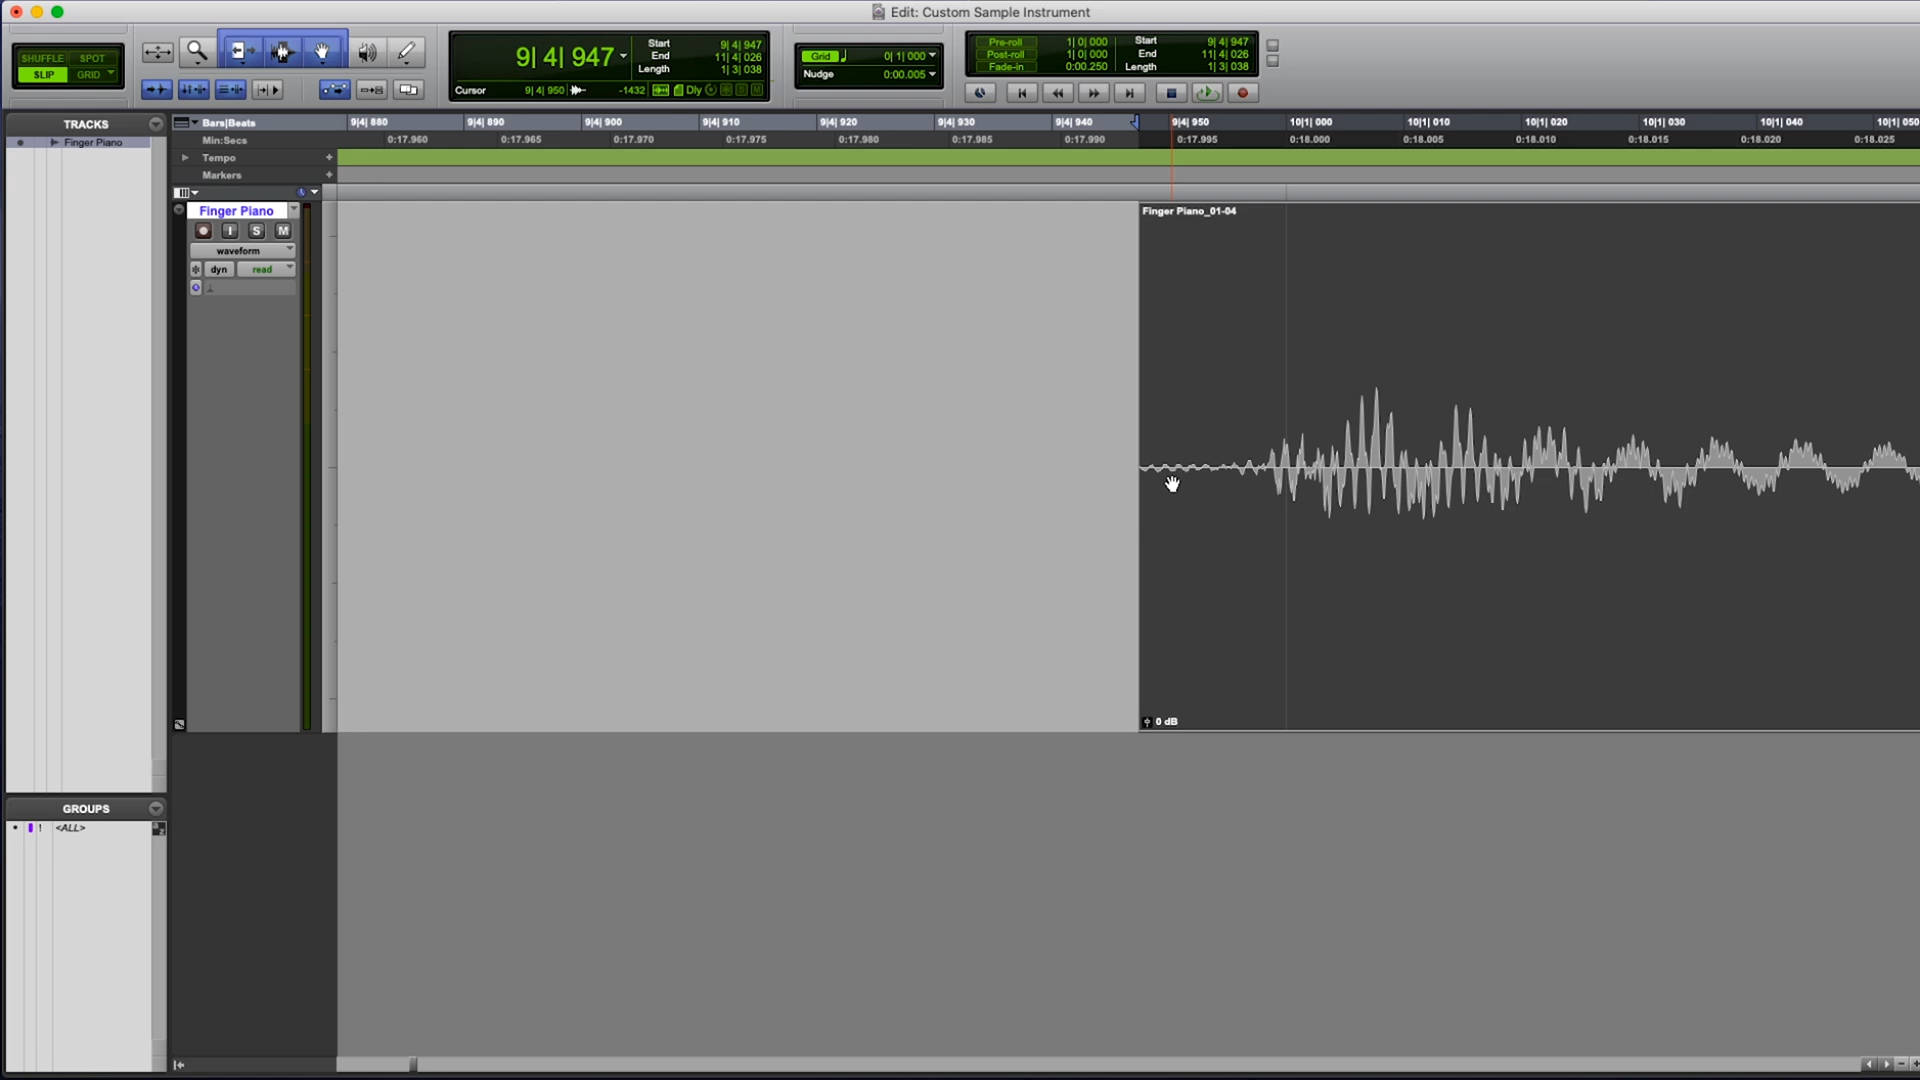 Edit: Custom Sample Instrument
SHUFFLE SPOT
SLIP GRID
9| 4| 947
Start 9| 4| 947
End 11| 4| 026
Length 1| 3| 038
Cursor 9| 4| 950 -1432 Dly
Grid 0| 1| 000
Nudge 0:00.005
Pre-roll 1| 0| 000 Start 9| 4| 947
Post-roll 1| 0| 000 End 11| 4| 026
Fade-in 0:00.250 Length 1| 3| 038
TRACKS
Finger Piano
Bars|Beats 9|4| 880 9|4| 890 9|4| 900 9|4| 910 9|4| 920 9|4| 930 9|4| 940 9|4| 950 10|1| 000 10|1| 010 10|1| 020 10|1| 030 10|1| 040 10|1| 050
Min:Secs 0:17.960 0:17.965 0:17.970 0:17.975 0:17.980 0:17.985 0:17.990 0:17.995 0:18.000 0:18.005 0:18.010 0:18.015 0:18.020 0:18.025
Tempo +
Markers +
Finger Piano
I S M
waveform
dyn read
Finger Piano_01-04
0 dB
GROUPS
! <ALL>